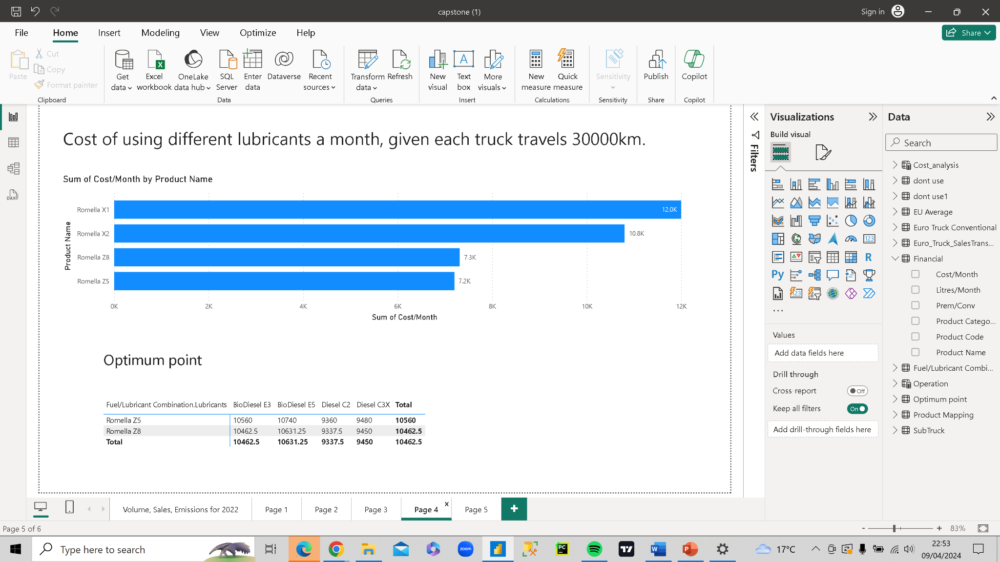 capstone (1)
Sign in
File Home Insert Modeling View Optimize Help
Share
Paste
Cut
Copy
Format painter
Clipboard
Get data
Excel workbook
OneLake data hub
SQL Server
Enter data
Dataverse
Recent sources
Data
Transform data
Refresh
Queries
New visual
Text box
More visuals
Insert
New measure
Quick measure
Calculations
Sensitivity
Sensitivity
Publish
Share
Copilot
Copilot
DAX
Cost of using different lubricants a month, given each truck travels 30000km.
Sum of Cost/Month by Product Name
Product Name
Romella X1 12.0K
Romella X2 10.8K
Romella Z8 7.3K
Romella Z5 7.2K
0K 2K 4K 6K 8K 10K 12K
Sum of Cost/Month
Optimum point
Fuel/Lubricant Combination.Lubricants BioDiesel E3 BioDiesel E5 Diesel C2 Diesel C3X Total
Romella Z5 10560 10740 9360 9480 10560
Romella Z8 10462.5 10631.25 9337.5 9450 10462.5
Total 10462.5 10631.25 9337.5 9450 10462.5
Filters
Visualizations
Build visual
123
R
Py
123
...
Values
Add data fields here
Drill through
Cross-report Off
Keep all filters On
Add drill-through fields here
Data
Search
Cost_analysis
dont use
dont use1
EU Average
Euro Truck Conventional
Euro_Truck_SalesTrans...
Financial
Cost/Month
Litres/Month
Prem/Conv
Product Catego...
Product Code
Product Name
Fuel/Lubricant Combi...
Operation
Optimum point
Product Mapping
SubTruck
Volume, Sales, Emissions for 2022 Page 1 Page 2 Page 3 Page 4 x Page 5 +
Page 5 of 6
- + 83%
Type here to search
zoom
PC
W
P
17°C
22:53
09/04/2024